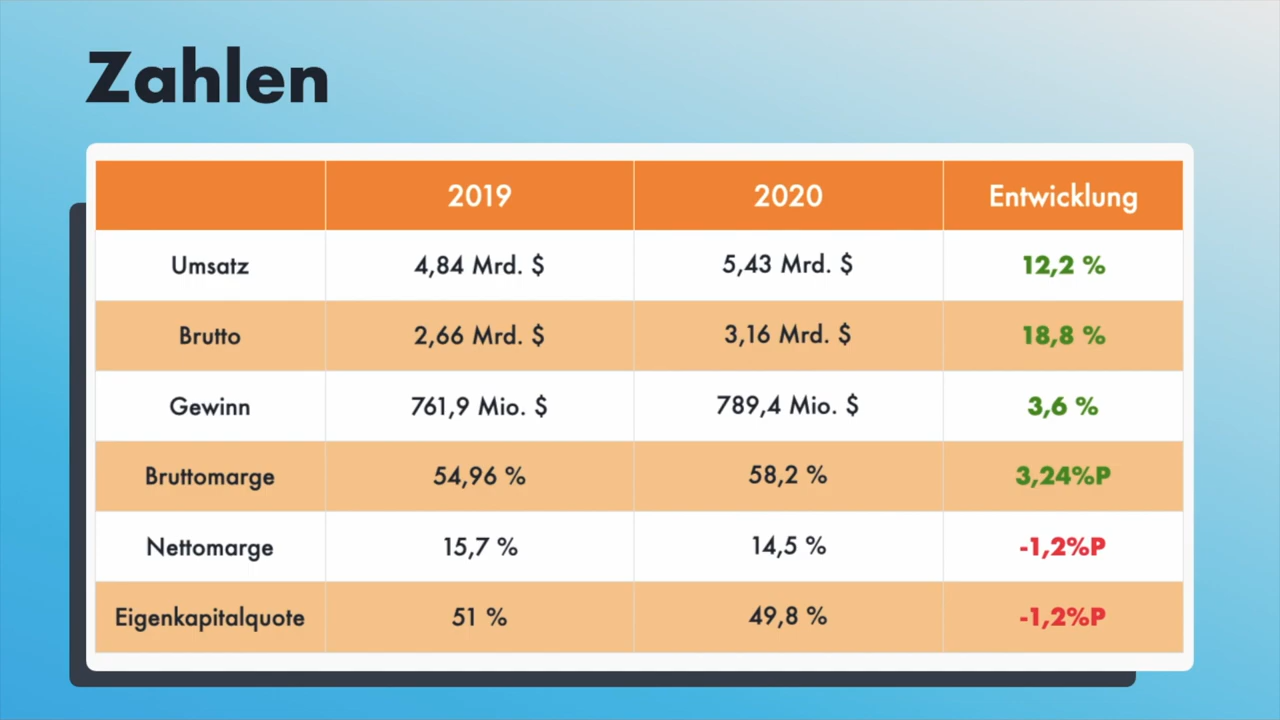 Zahlen
2019 2020 Entwicklung
Umsatz 4,84 Mrd. $ 5,43 Mrd. $ 12,2 %
Brutto 2,66 Mrd. $ 3,16 Mrd. $ 18,8 %
Gewinn 761,9 Mio. $ 789,4 Mio. $ 3,6 %
Bruttomarge 54,96 % 58,2 % 3,24%P
Nettomarge 15,7 % 14,5 % -1,2%P
Eigenkapitalquote 51 % 49,8 % -1,2%P